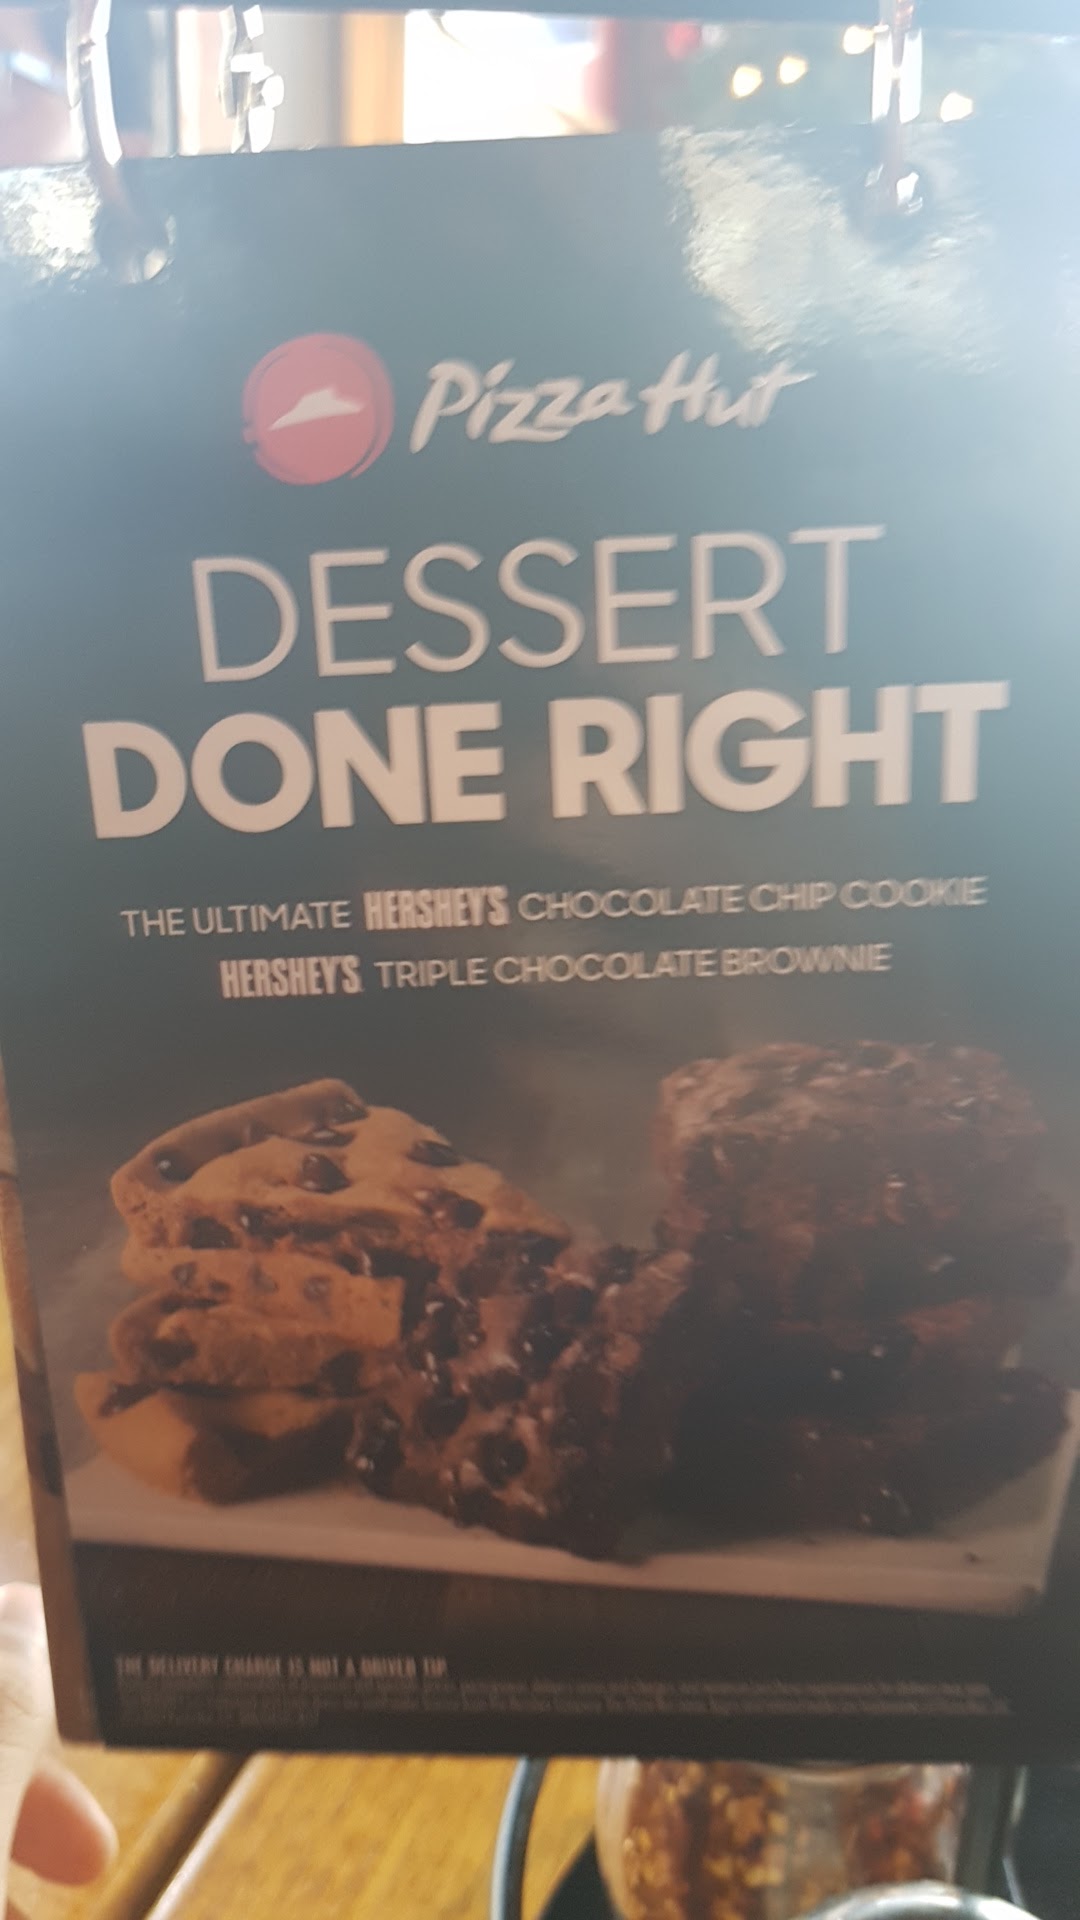 Pizza Hut
DESSERT
DONE RIGHT
THE ULTIMATE HERSHEY'S CHOCOLATE CHIP COOKIE
HERSHEY'S TRIPLE CHOCOLATE BROWNIE
THE DELIVERY CHARGE IS NOT A DRIVER TIP